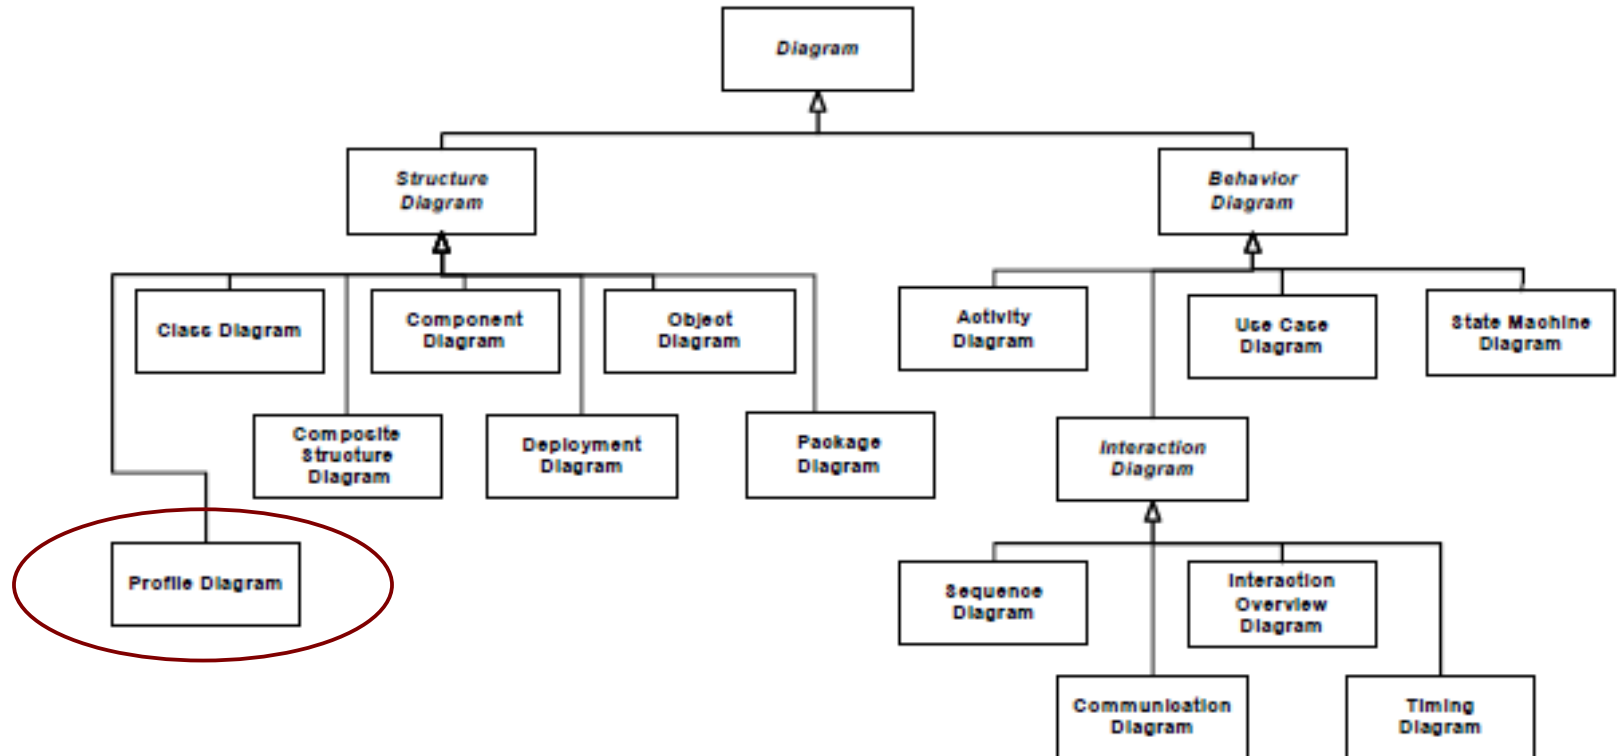 Diagram
Structure
Diagram
Behavior
Diagram
Class Diagram
Component
Diagram
Object
Diagram
Activity
Diagram
Use Case
Diagram
State Machine
Diagram
Composite
Structure
Diagram
Deployment
Diagram
Package
Diagram
Interaction
Diagram
Profile Diagram
Sequence
Diagram
Interaction
Overview
Diagram
Communication
Diagram
Timing
Diagram